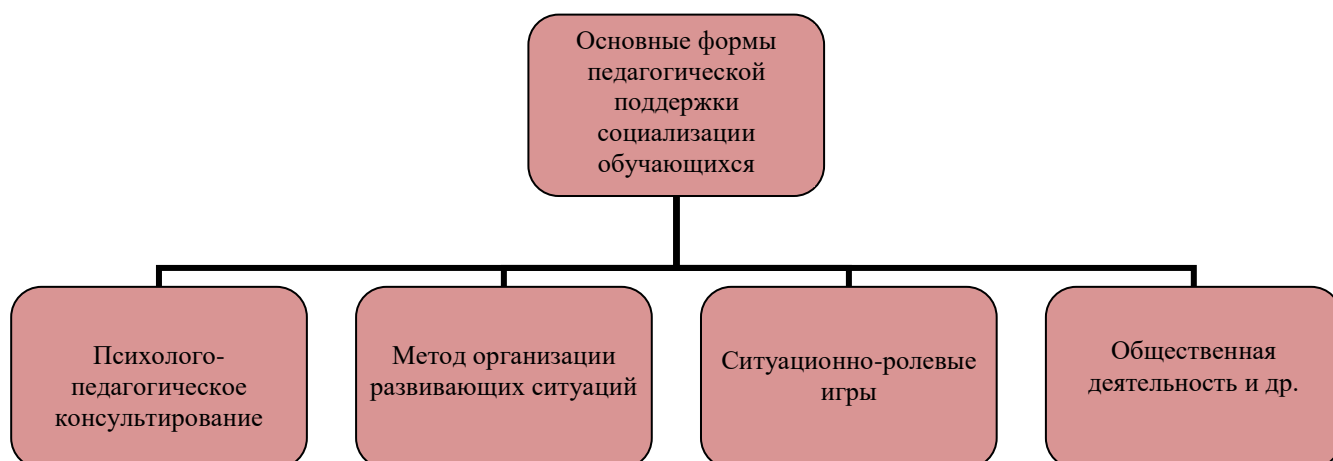 Основные формы
педагогической
поддержки
социализации
обучающихся
Психолого-
педагогическое
консультирование
Метод организации
развивающих ситуаций
Ситуационно-ролевые
игры
Общественная
деятельность и др.